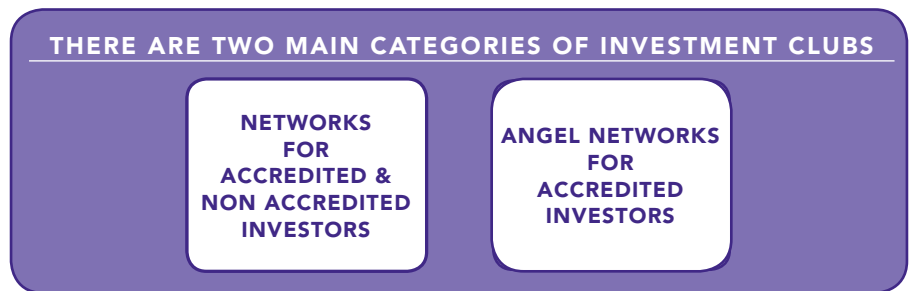 THERE ARE TWO MAIN CATEGORIES OF INVESTMENT CLUBS
NETWORKS
FOR
ACCREDITED &
NON ACCREDITED
INVESTORS
ANGEL NETWORKS
FOR
ACCREDITED
INVESTORS